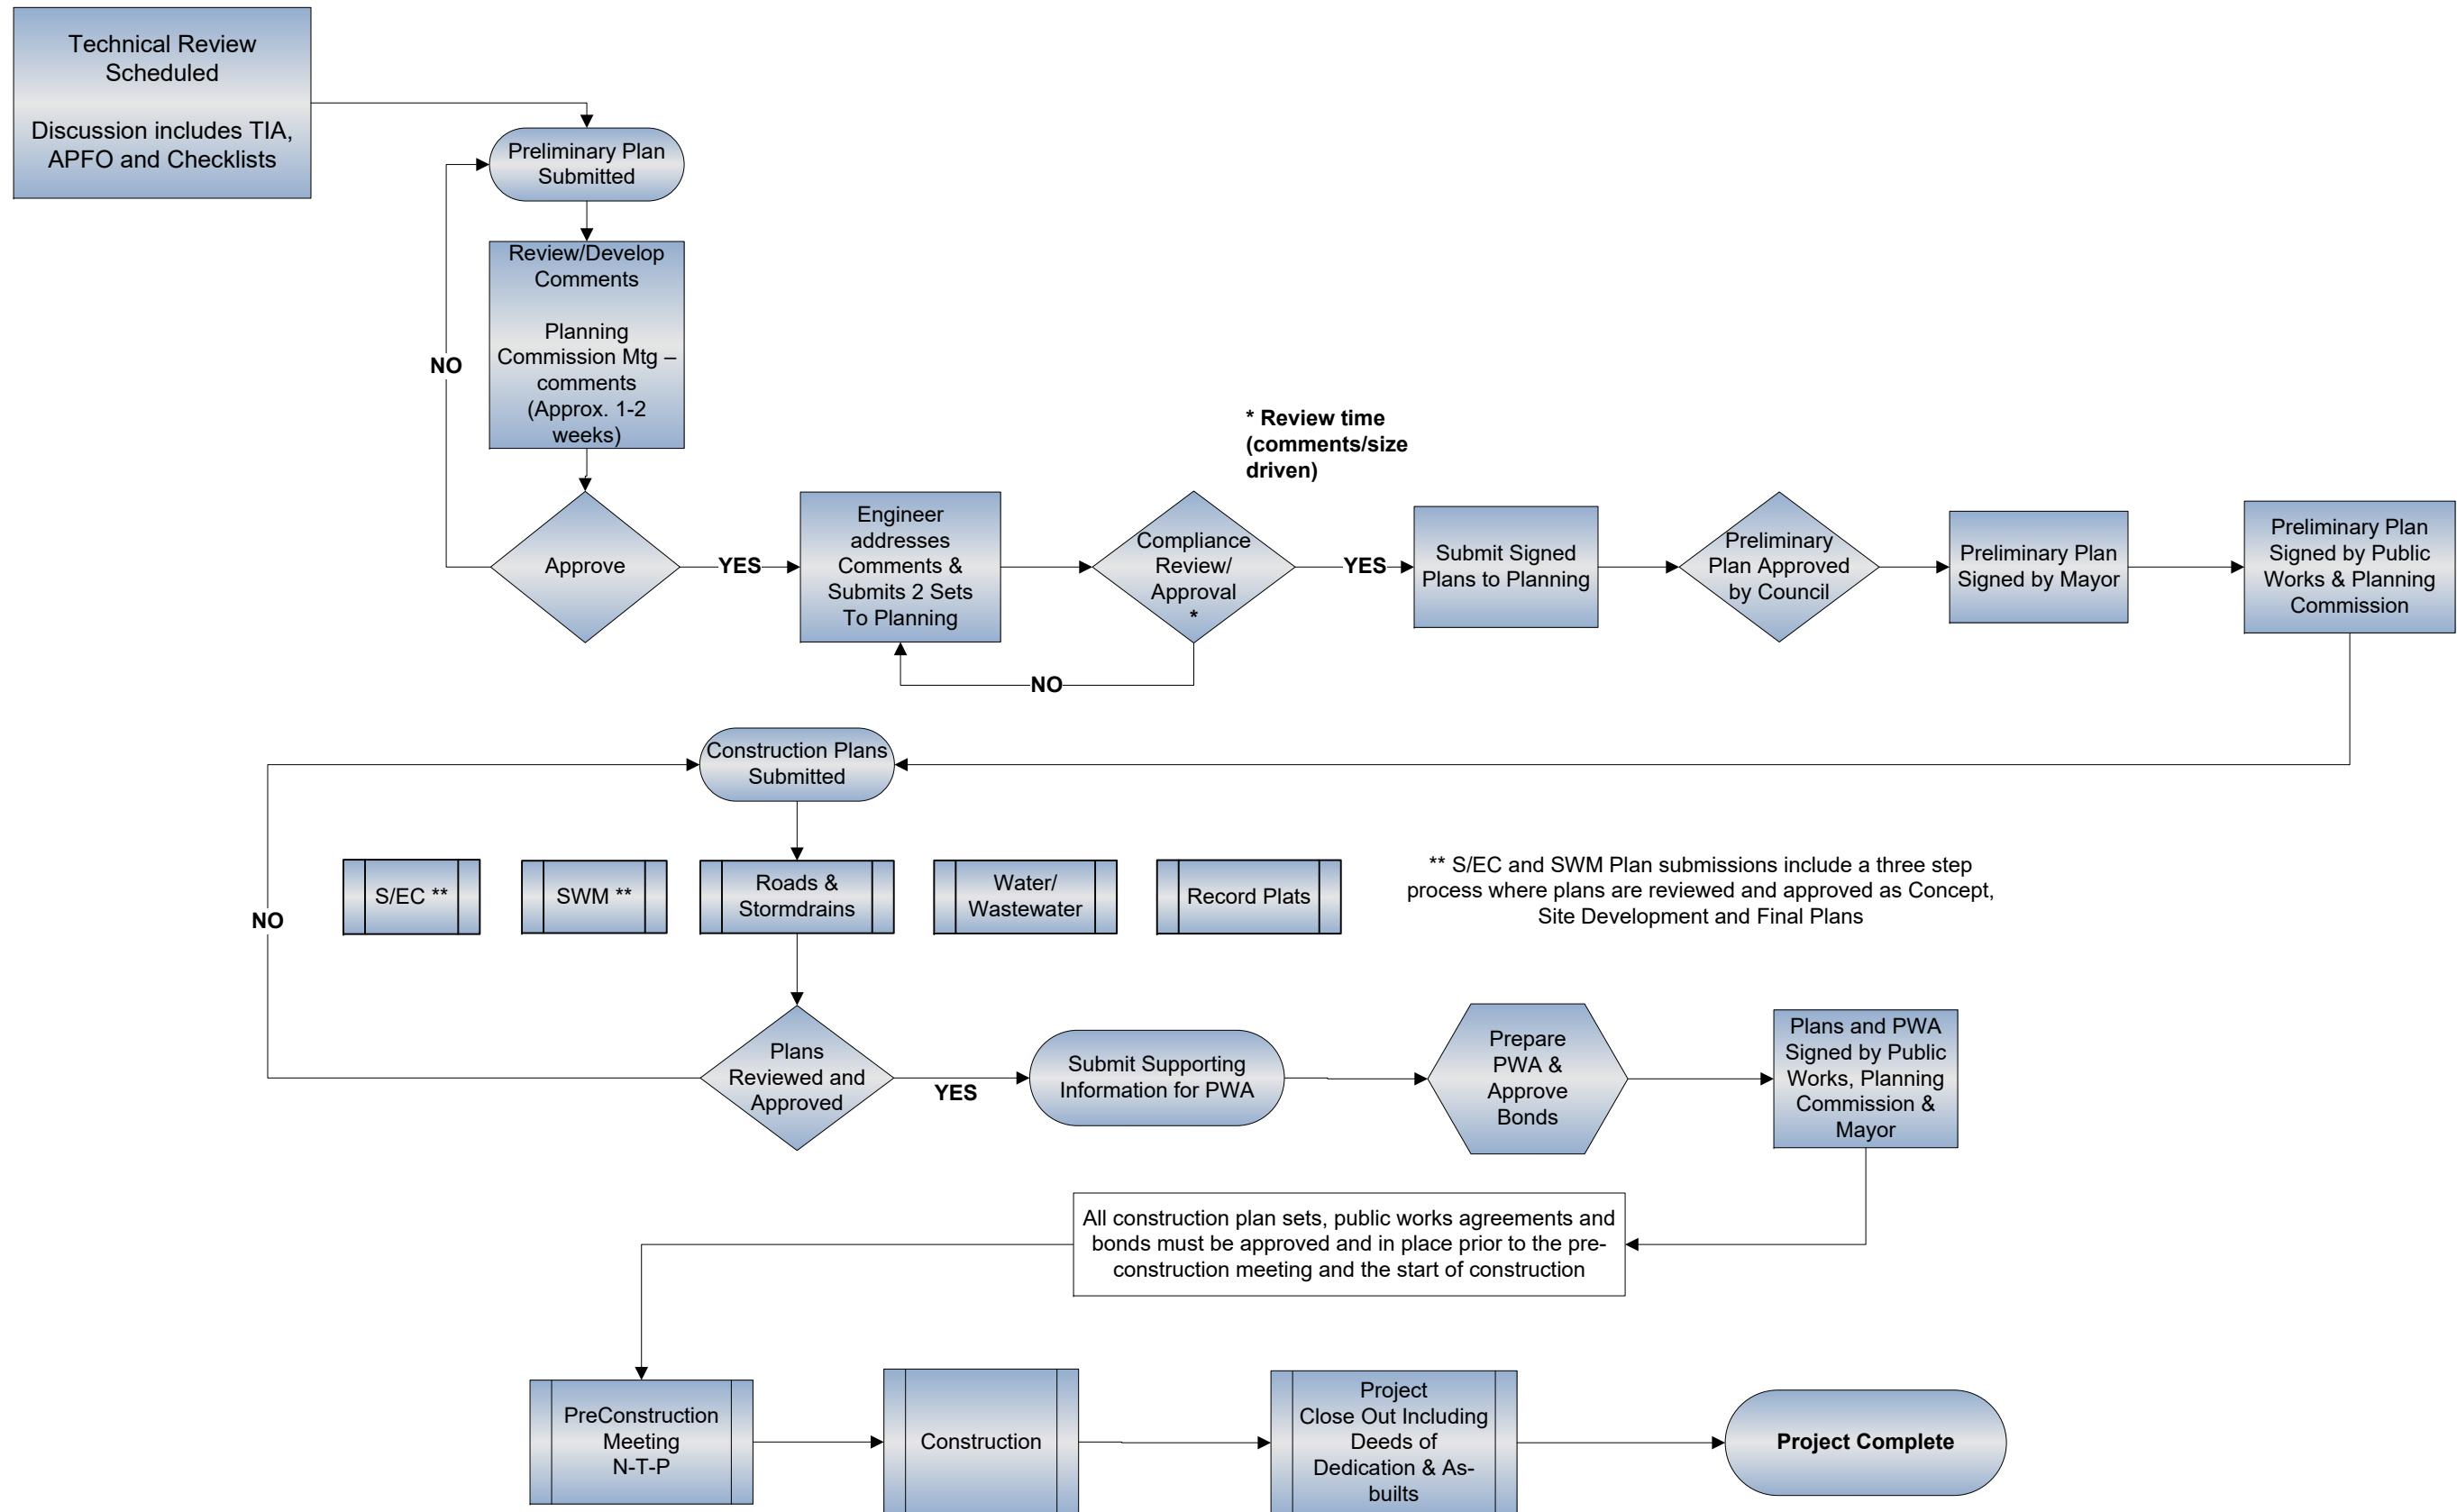 Technical Review
Scheduled
Discussion includes TIA,
APFO and Checklists
Preliminary Plan
Submitted
Review/Develop
Comments
Planning
Commission Mtg –
comments
(Approx. 1-2
weeks)
NO
Approve
YES
Engineer
addresses
Comments &
Submits 2 Sets
To Planning
* Review time
(comments/size
driven)
Compliance
Review/
Approval
*
NO
YES
Submit Signed
Plans to Planning
Preliminary
Plan Approved
by Council
Preliminary Plan
Signed by Mayor
Preliminary Plan
Signed by Public
Works & Planning
Commission
Construction Plans
Submitted
NO
S/EC **
SWM **
Roads &
Stormdrains
Water/
Wastewater
Record Plats
** S/EC and SWM Plan submissions include a three step
process where plans are reviewed and approved as Concept,
Site Development and Final Plans
Plans
Reviewed and
Approved
YES
Submit Supporting
Information for PWA
Prepare
PWA &
Approve
Bonds
Plans and PWA
Signed by Public
Works, Planning
Commission &
Mayor
All construction plan sets, public works agreements and
bonds must be approved and in place prior to the pre-
construction meeting and the start of construction
PreConstruction
Meeting
N-T-P
Construction
Project
Close Out Including
Deeds of
Dedication & As-
builts
Project Complete